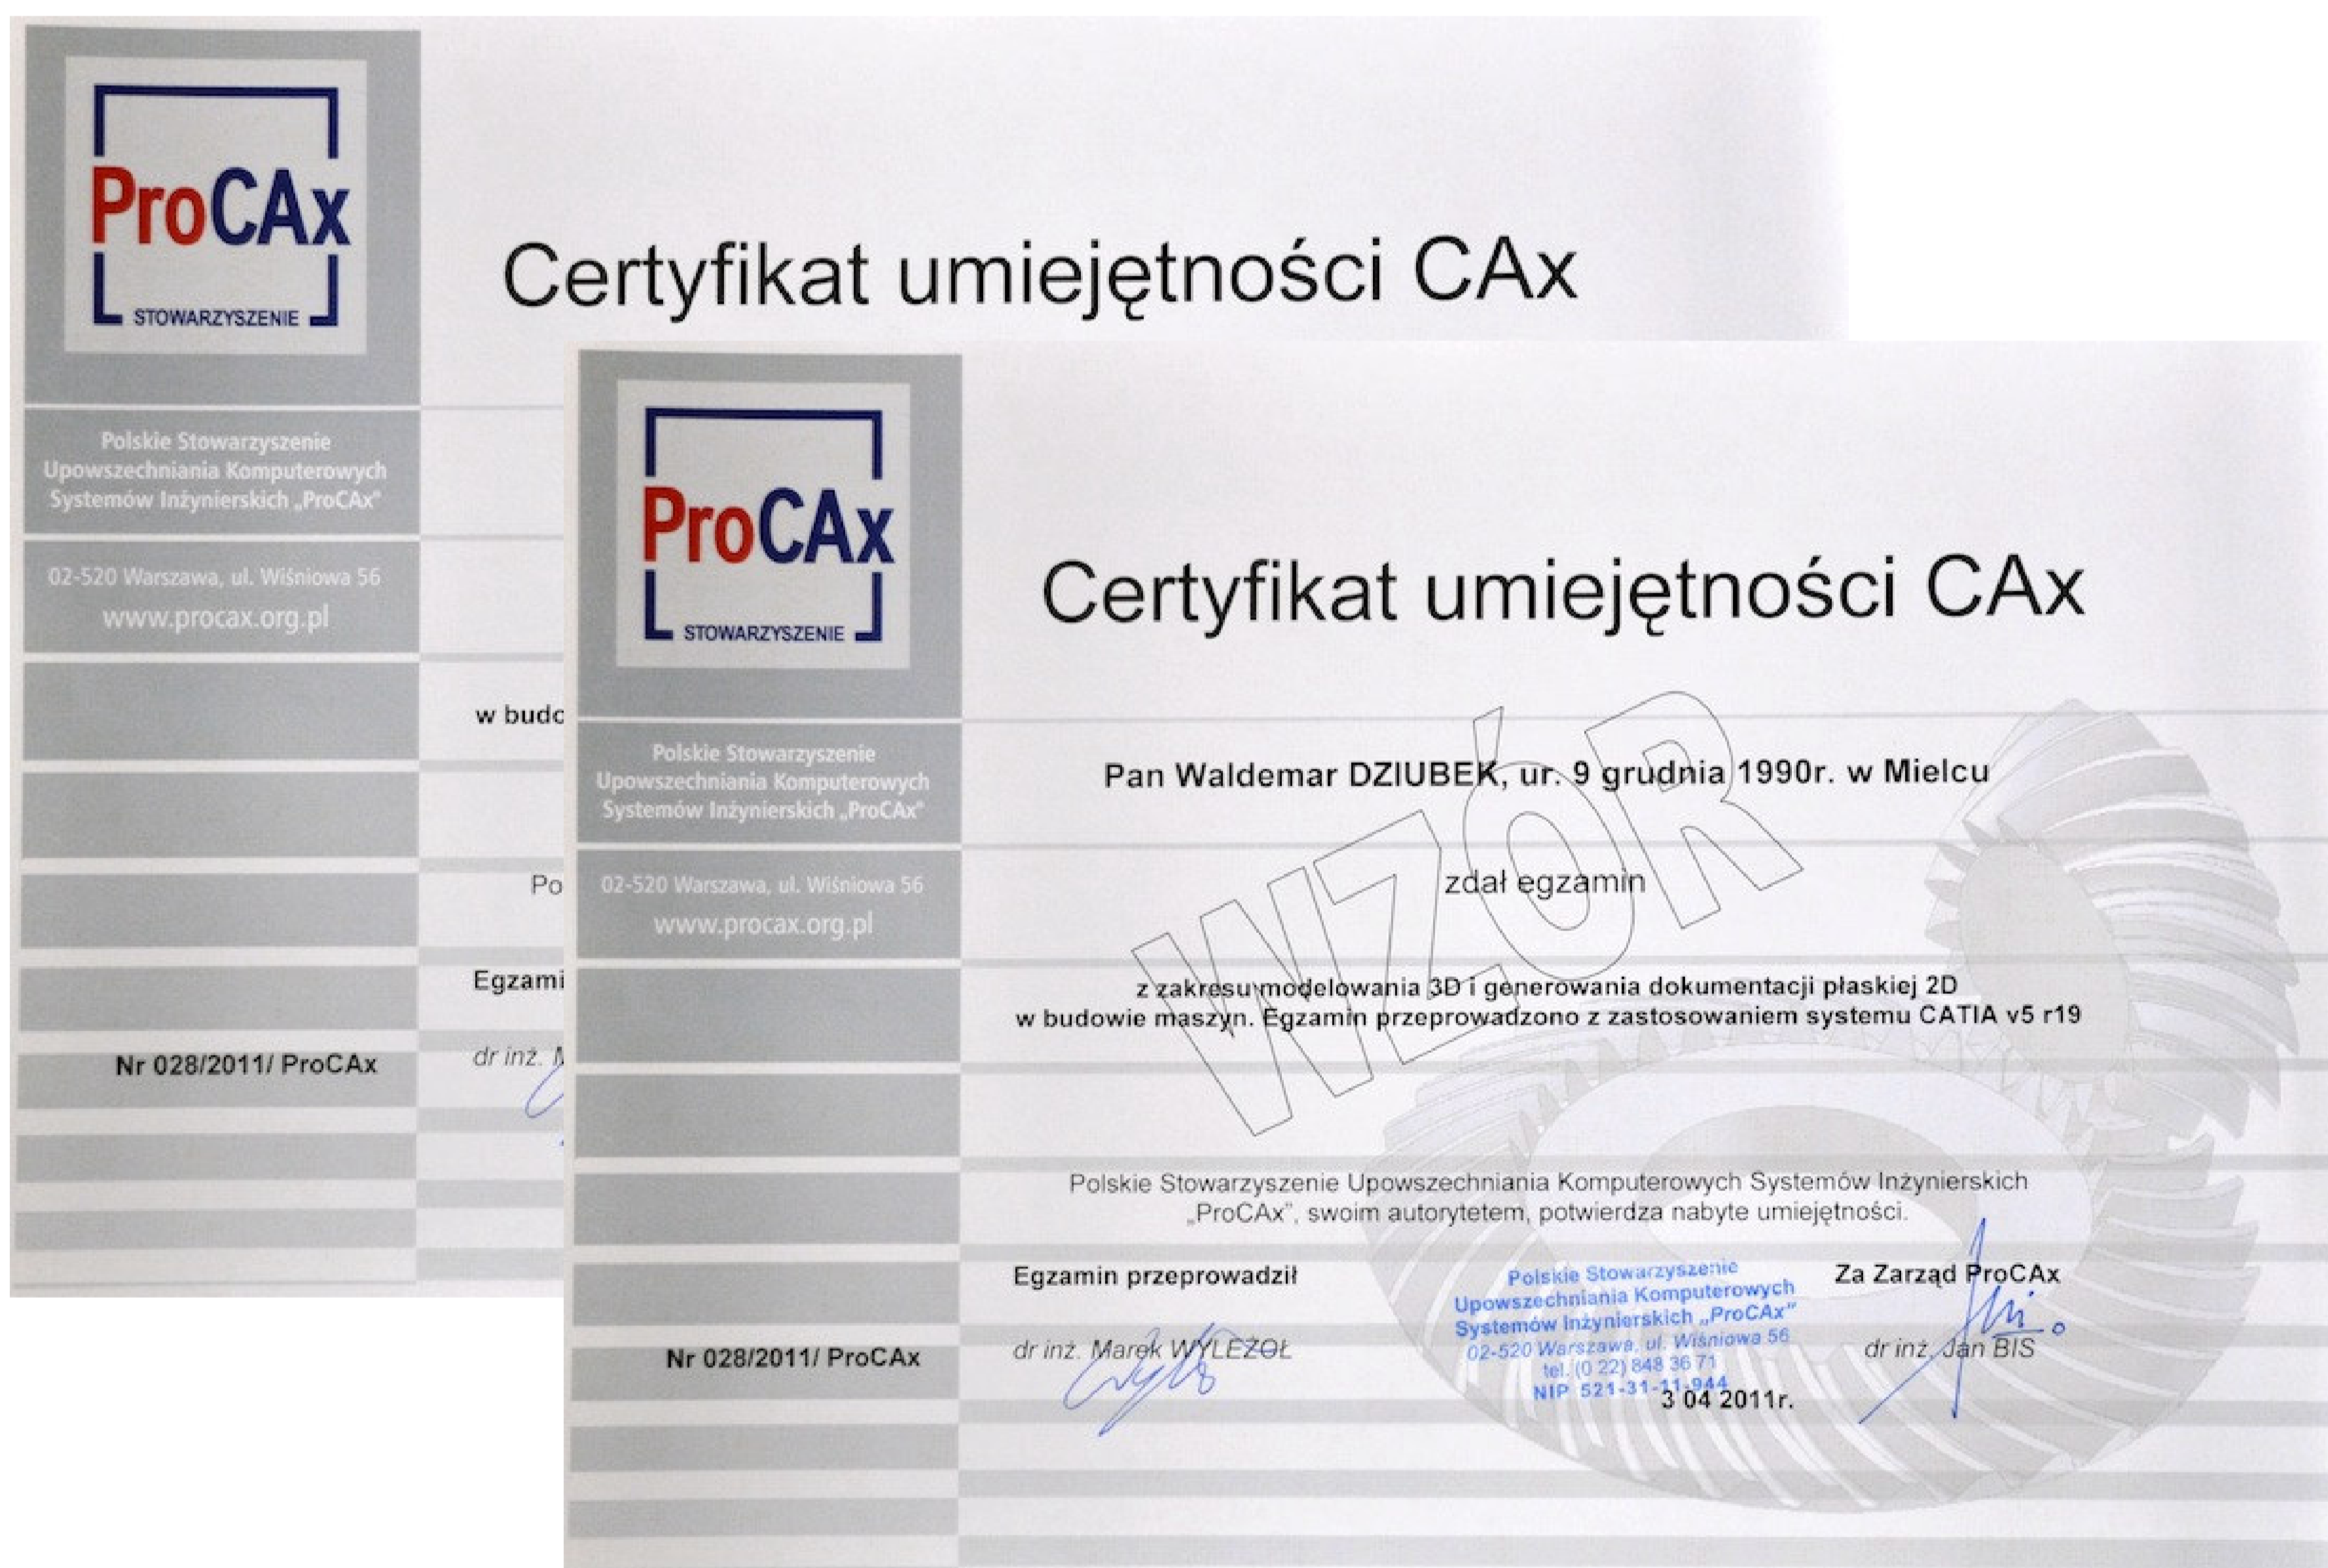 ProCAx
STOWARZYSZENIE
Certyfikat umiejętności CAx
Polskie Stowarzyszenie
Upowszechniania Komputerowych
Systemów Inżynierskich „ProCAx"
02-520 Warszawa, ul. Wiśniowa 56
www.procax.org.pl
w budo
Po
Egzami
dr inż. M
Nr 028/2011/ ProCAx
ProCAx
STOWARZYSZENIE
Certyfikat umiejętności CAx
Polskie Stowarzyszenie
Upowszechniania Komputerowych
Systemów Inżynierskich „ProCAx"
02-520 Warszawa, ul. Wiśniowa 56
www.procax.org.pl
WZÓR
Pan Waldemar DZIUBEK, ur. 9 grudnia 1990r. w Mielcu
zdał egzamin
z zakresu modelowania 3D i generowania dokumentacji płaskiej 2D
w budowie maszyn. Egzamin przeprowadzono z zastosowaniem systemu CATIA v5 r19
Polskie Stowarzyszenie Upowszechniania Komputerowych Systemów Inżynierskich
„ProCAx", swoim autorytetem, potwierdza nabyte umiejętności.
Egzamin przeprowadził
dr inż. Marek WYLEŻOŁ
Polskie Stowarzyszenie
Upowszechniania Komputerowych
Systemów Inżynierskich „ProCAx"
02-520 Warszawa, ul. Wiśniowa 56
tel. (0 22) 848 36 71
NIP 521-31-11-944
3 04 2011r.
Za Zarząd ProCAx
dr inż. Jan BIS
Nr 028/2011/ ProCAx